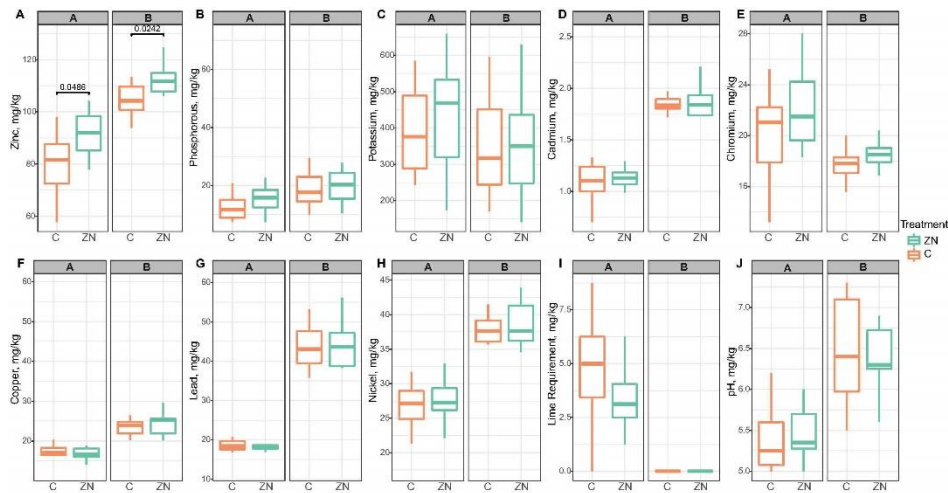 A
A B
Zinc, mg/kg
120
100
80
60
0.0486
0.0242
C ZN C ZN
B
A B
Phosphorous, mg/kg
60
40
20
C ZN C ZN
C
A B
Potassium, mg/kg
600
500
400
300
200
C ZN C ZN
D
A B
Cadmium, mg/kg
2.5
2.0
1.5
1.0
C ZN C ZN
E
A B
Chromium, mg/kg
28
24
20
16
C ZN C ZN
Treatment
ZN
C
F
A B
Copper, mg/kg
60
50
40
30
20
C ZN C ZN
G
A B
Lead, mg/kg
60
50
40
30
20
10
C ZN C ZN
H
A B
Nickel, mg/kg
45
40
35
30
25
20
C ZN C ZN
I
A B
Lime Requirement, mg/kg
7.5
5.0
2.5
0.0
C ZN C ZN
J
A B
pH, mg/kg
7.0
6.5
6.0
5.5
5.0
C ZN C ZN